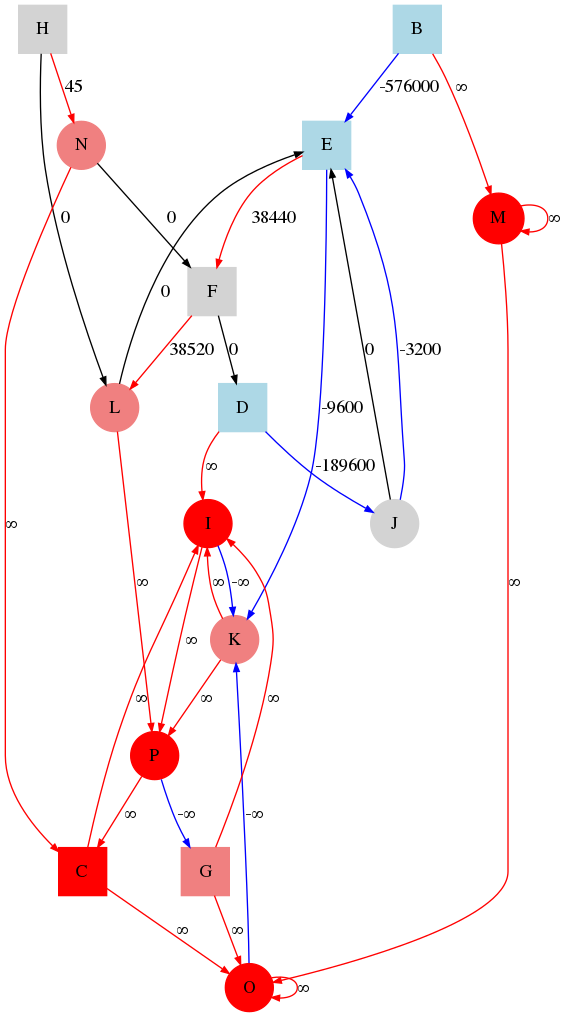 H
B
45
-576000
∞
N
E
M
∞
0
0
38440
F
0
38520
0
L
D
-3200
0
-9600
∞
-189600
∞
I
J
∞
∞
∞
-∞
K
∞
∞
∞
∞
P
∞
-∞
-∞
C
G
∞
∞
O
∞